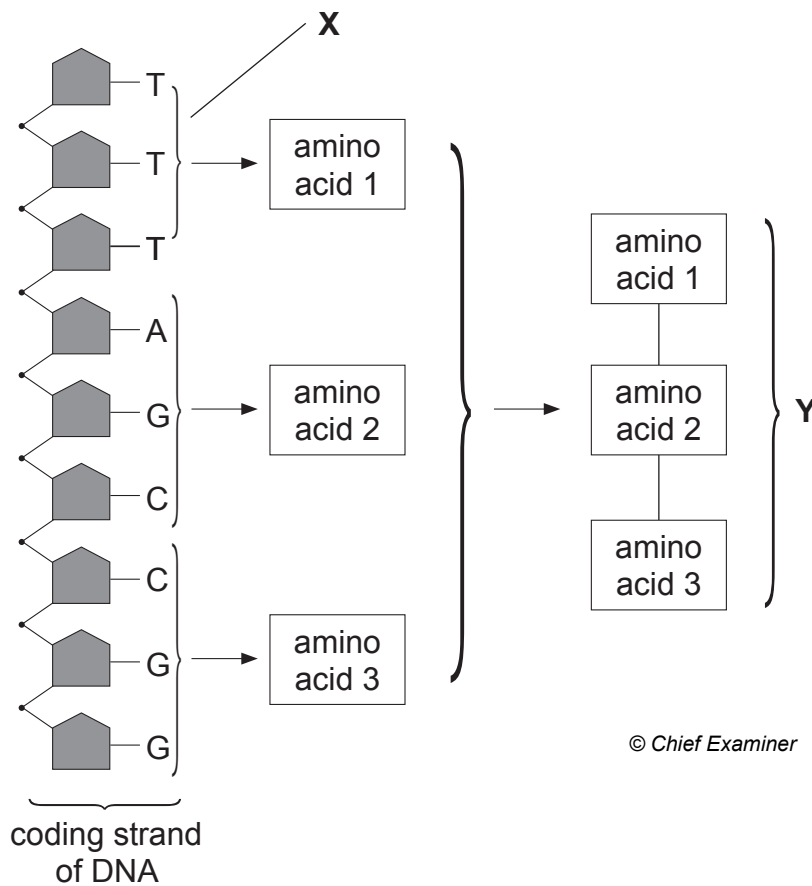 X
T
T
T
A
G
C
C
G
G
amino
acid 1
amino
acid 2
amino
acid 3
amino
acid 1
amino
acid 2
amino
acid 3
Y
© Chief Examiner
coding strand
of DNA